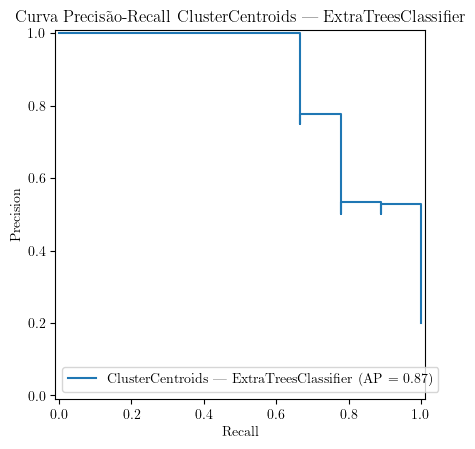 Curva Precisão-Recall ClusterCentroids — ExtraTreesClassifier
1.0
0.8
0.6
0.4
0.2
0.0
Precision
ClusterCentroids — ExtraTreesClassifier (AP = 0.87)
0.0 0.2 0.4 0.6 0.8 1.0
Recall